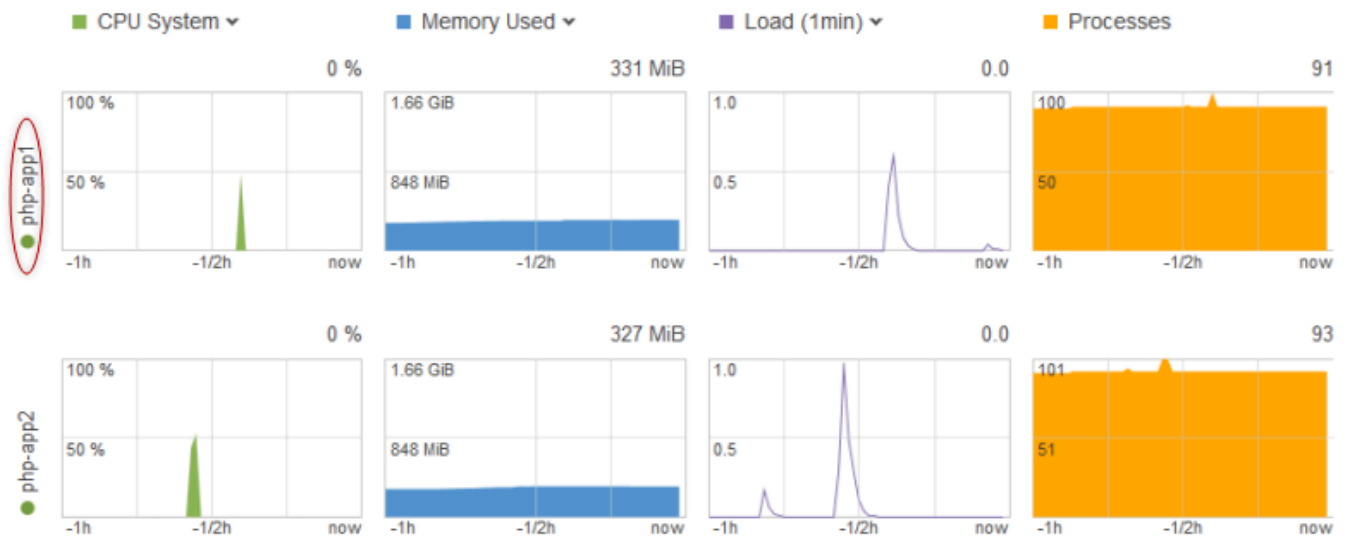 CPU System Memory Used Load (1min) Processes
0 % 331 MiB 0.0 91
100 % 1.66 GiB 1.0 100
php-app1
50 % 848 MiB 0.5 50
-1h -1/2h now -1h -1/2h now -1h -1/2h now -1h -1/2h now
0 % 327 MiB 0.0 93
100 % 1.66 GiB 1.0 101
php-app2
50 % 848 MiB 0.5 51
-1h -1/2h now -1h -1/2h now -1h -1/2h now -1h -1/2h now